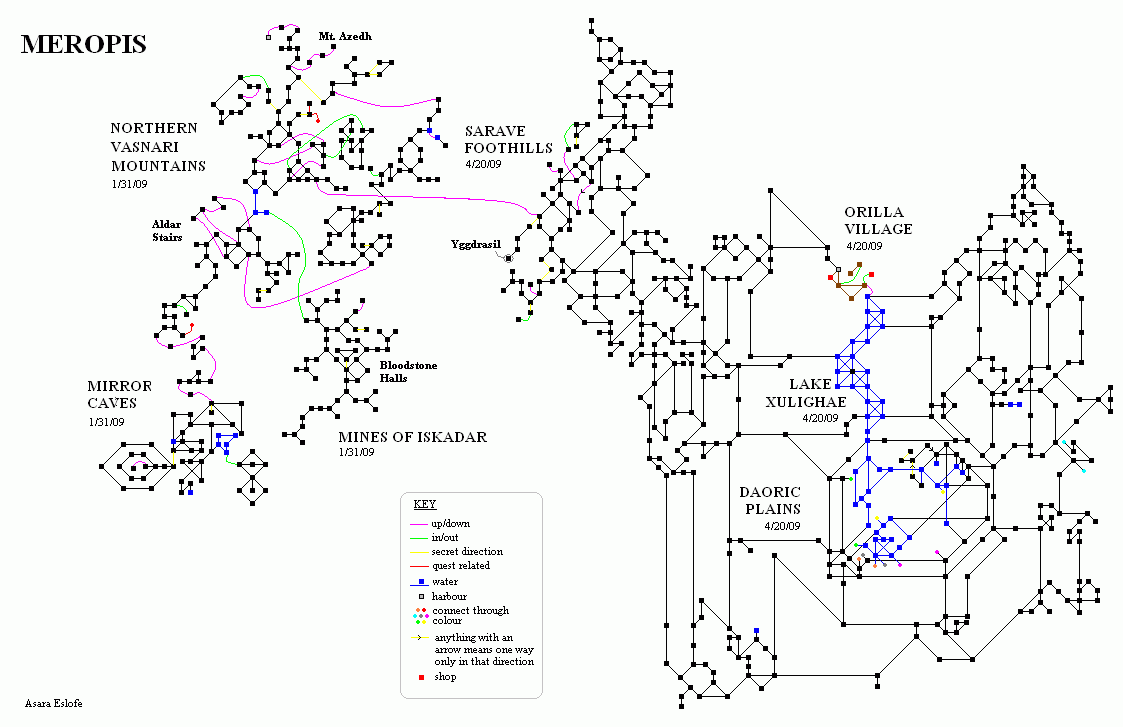 MEROPIS
Mt. Azedh
NORTHERN
VASNARI
MOUNTAINS
1/31/09
SARAVE
FOOTHILLS
4/20/09
Aldar
Stairs
Yggdrasil
ORILLA
VILLAGE
4/20/09
Bloodstone
Halls
MIRROR
CAVES
1/31/09
MINES OF ISKADAR
1/31/09
LAKE
XULIGHAE
4/20/09
DAORIC
PLAINS
4/20/09
KEY
up/down
in/out
secret direction
quest related
water
harbour
connect through
colour
anything with an
arrow means one way
only in that direction
shop
Asara Eslofe